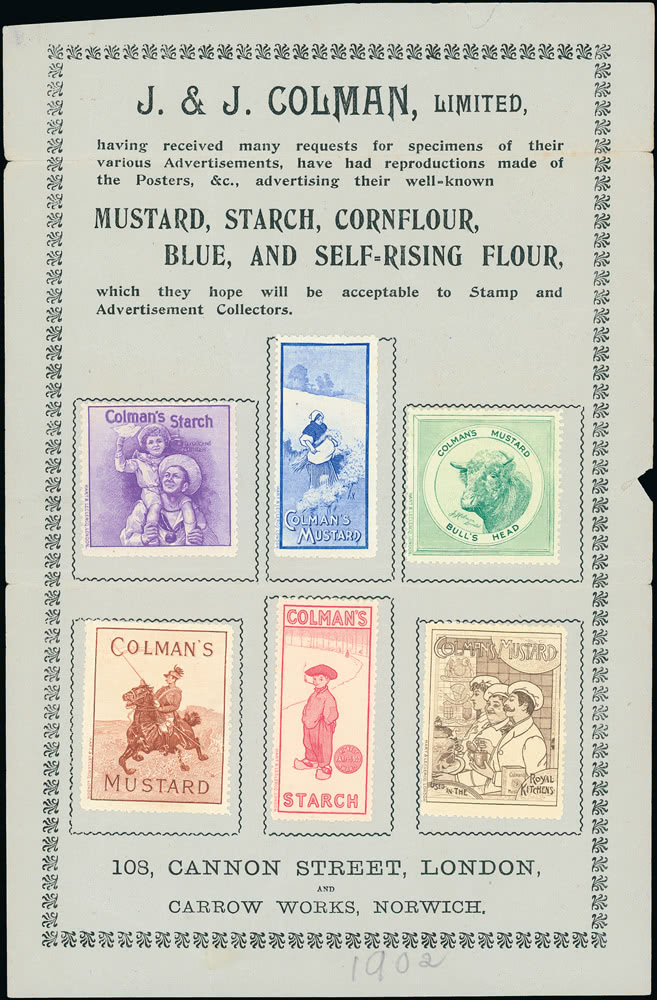 J. & J. COLMAN, LIMITED,
having received many requests for specimens of their
various Advertisements, have had reproductions made of
the Posters, &c., advertising their well-known
MUSTARD, STARCH, CORNFLOUR,
BLUE, AND SELF-RISING FLOUR,
which they hope will be acceptable to Stamp and
Advertisement Collectors.
Colman's Starch
COLMAN'S
MUSTARD
COLMAN'S MUSTARD
BULL'S HEAD
COLMAN'S
MUSTARD
COLMAN'S
STARCH
COLMAN'S MUSTARD
USED IN THE ROYAL
KITCHENS
108, CANNON STREET, LONDON,
AND
CARROW WORKS, NORWICH.
1902